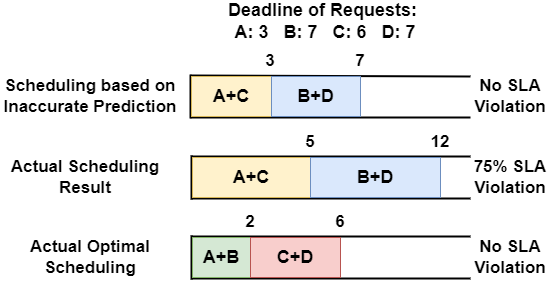 Deadline of Requests:
A: 3 B: 7 C: 6 D: 7
3 7
Scheduling based on
Inaccurate Prediction
A+C B+D
No SLA
Violation
5 12
Actual Scheduling
Result
A+C B+D
75% SLA
Violation
2 6
Actual Optimal
Scheduling
A+B C+D
No SLA
Violation